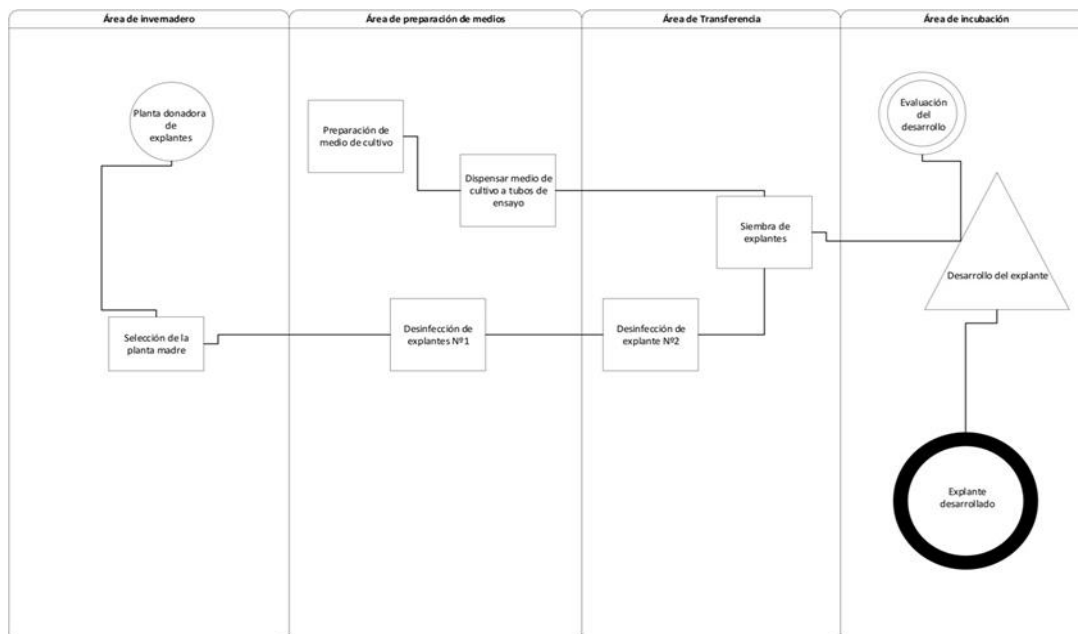 Área de invernadero
Área de preparación de medios
Área de Transferencia
Área de incubación
Planta donadora
de
explantes
Selección de la
planta madre
Preparación de
medio de cultivo
Dispensar medio de
cultivo a tubos de
ensayo
Desinfección de
explantes Nº1
Desinfección de
explante Nº2
Siembra de
explantes
Evaluación
del
desarrollo
Desarrollo del explante
Explante
desarrollado